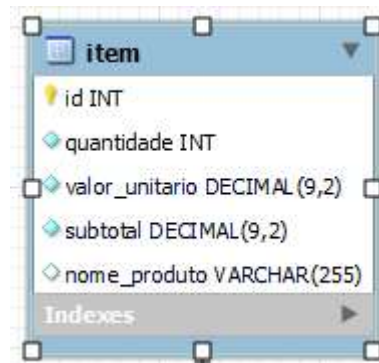 item
id INT
quantidade INT
valor_unitario DECIMAL(9,2)
subtotal DECIMAL(9,2)
nome_produto VARCHAR(255)
Indexes